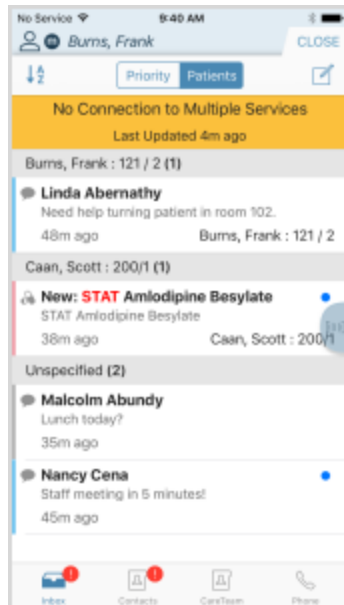 No Service 9:40 AM
Burns, Frank CLOSE
Priority Patients
No Connection to Multiple Services
Last Updated 4m ago
Burns, Frank : 121 / 2 (1)
Linda Abernathy
Need help turning patient in room 102.
48m ago Burns, Frank : 121 / 2
Caan, Scott : 200/1 (1)
New: STAT Amlodipine Besylate
STAT Amlodipine Besylate
38m ago Caan, Scott : 200/1
Unspecified (2)
Malcolm Abundy
Lunch today?
35m ago
Nancy Cena
Staff meeting in 5 minutes!
45m ago
Inbox Contacts CareTeam Phone